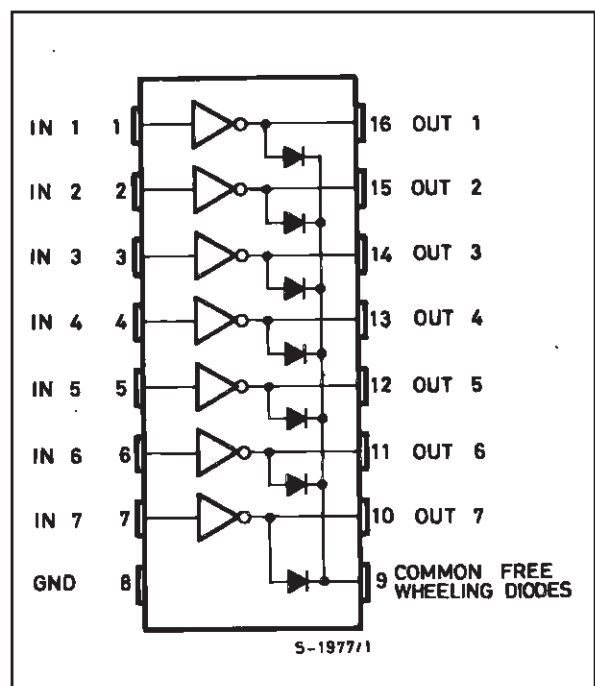 IN 1 1 16 OUT 1
IN 2 2 15 OUT 2
IN 3 3 14 OUT 3
IN 4 4 13 OUT 4
IN 5 5 12 OUT 5
IN 6 6 11 OUT 6
IN 7 7 10 OUT 7
GND 8 9 COMMON FREE
WHEELING DIODES
S-1977/1